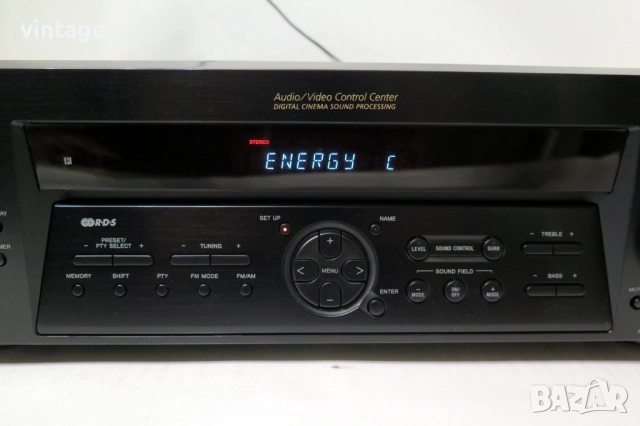 vintage
Audio/Video Control Center
DIGITAL CINEMA SOUND PROCESSING
STEREO
ENERGY C
R·D·S
SET UP
NAME
PRESET/
PTY SELECT
- +
- TUNING +
MEMORY
SHIFT
PTY
FM MODE
FM/AM
+
< MENU >
−
ENTER
LEVEL
SOUND CONTROL
SURR
SOUND FIELD
−
MODE
ON/
OFF
+
MODE
- TREBLE +
- BASS +
BAZAR